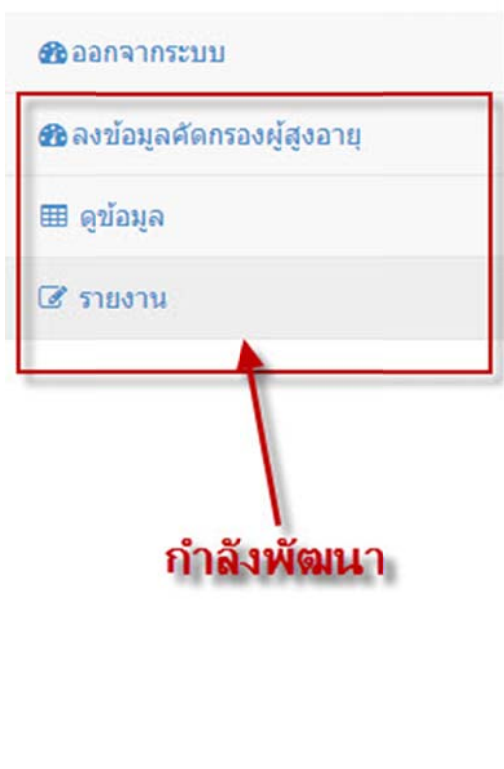 ออกจากระบบ
ลงข้อมูลคัดกรองผู้สูงอายุ
ดูข้อมูล
รายงาน
กำลังพัฒนา